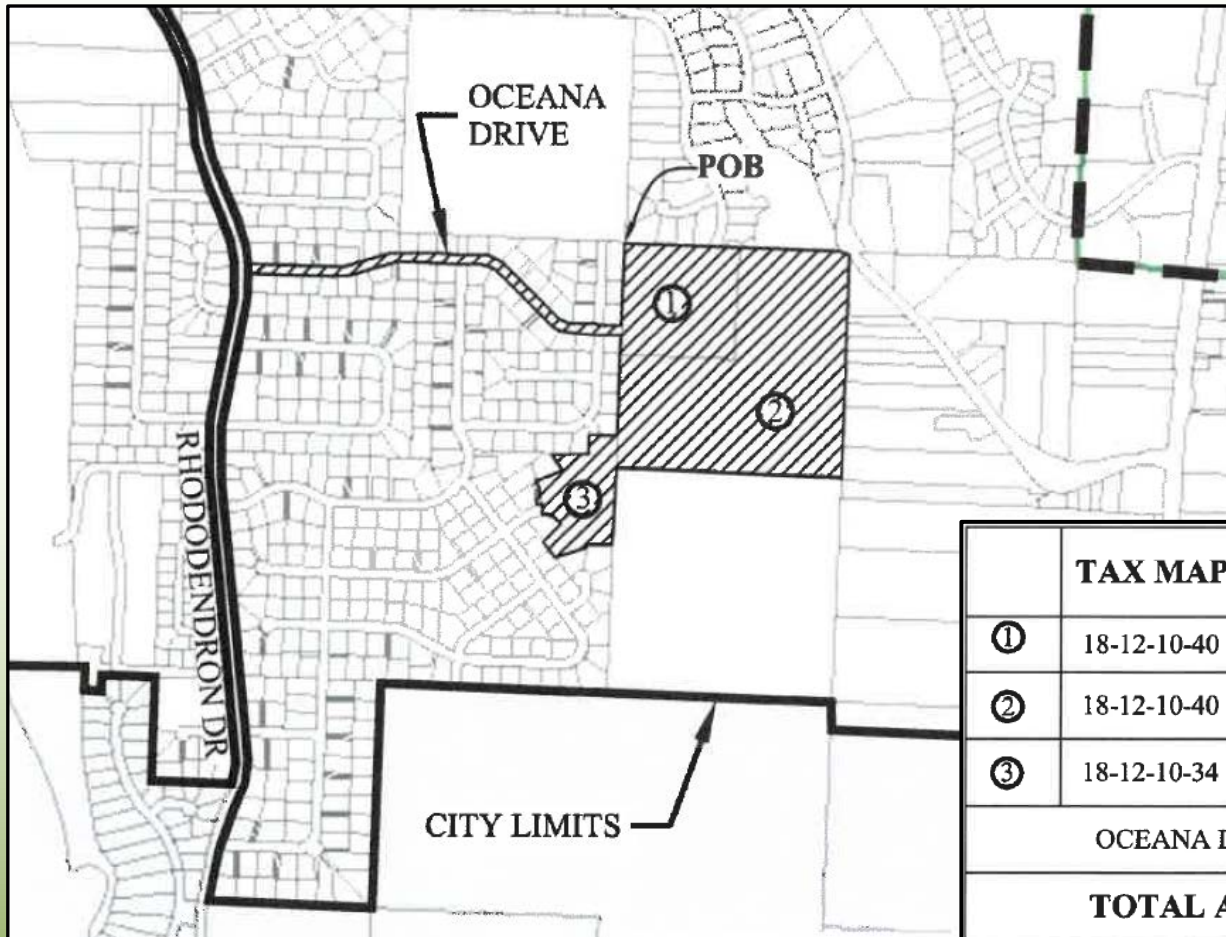 OCEANA
DRIVE
POB
①
②
③
RHODODENDRON DR
CITY LIMITS
TAX MAP
① 18-12-10-40
② 18-12-10-40
③ 18-12-10-34
OCEANA
TOTAL